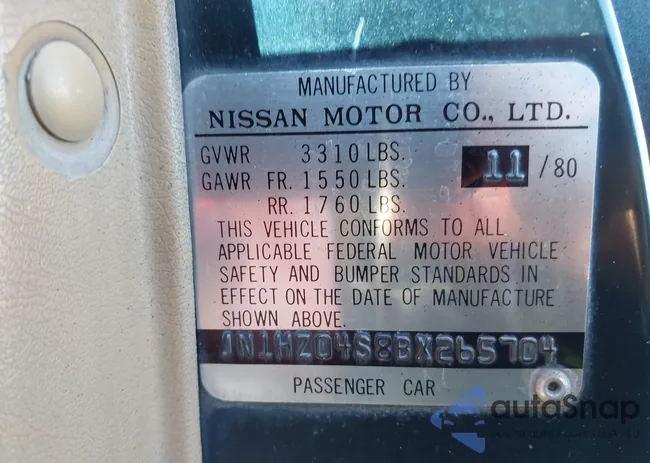 MANUFACTURED BY
NISSAN MOTOR CO., LTD.
GVWR 3310 LBS. 11 / 80
GAWR FR. 1550 LBS.
RR. 1760 LBS.
THIS VEHICLE CONFORMS TO ALL
APPLICABLE FEDERAL MOTOR VEHICLE
SAFETY AND BUMPER STANDARDS IN
EFFECT ON THE DATE OF MANUFACTURE
SHOWN ABOVE.
JN1HZ04S8BX265704
PASSENGER CAR
autoSnap